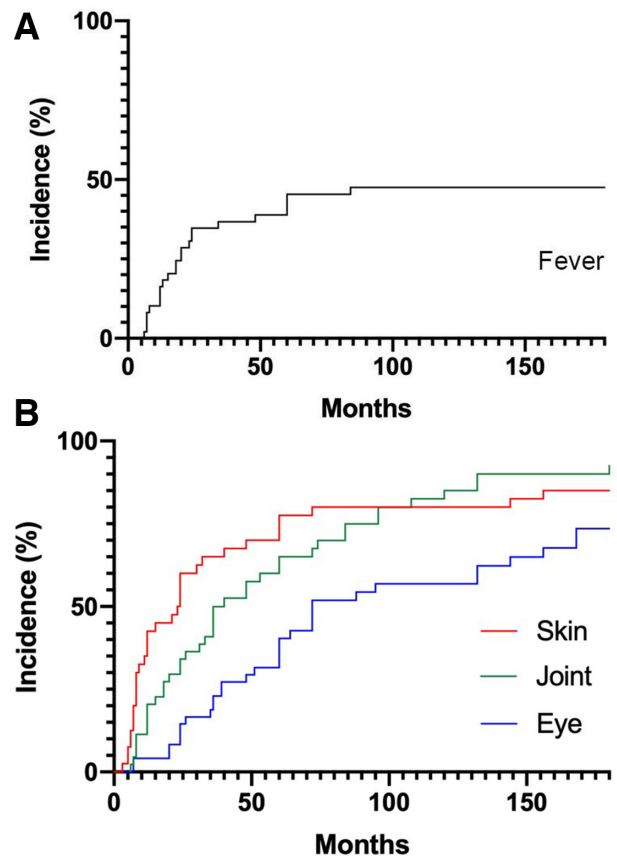 A
100
50
0
Incidence (%)
Fever
0 50 100 150
Months
B
100
50
0
Incidence (%)
Skin
Joint
Eye
0 50 100 150
Months